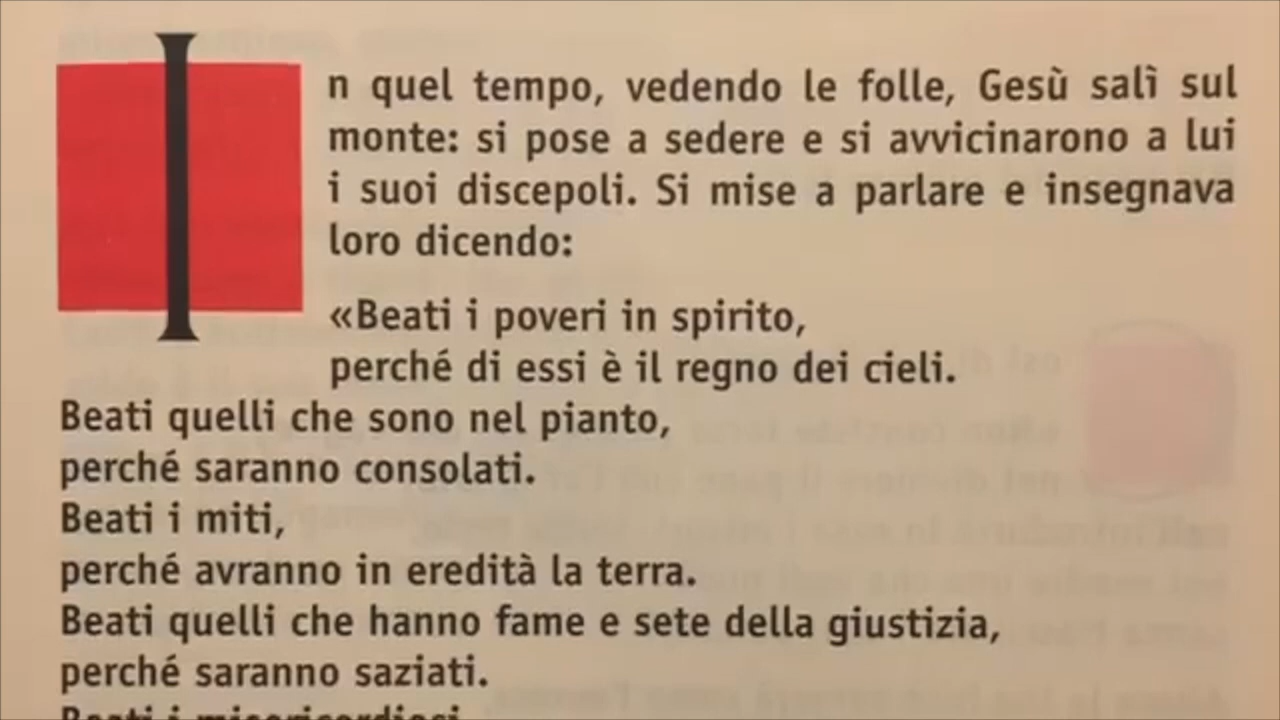 In quel tempo, vedendo le folle, Gesù salì sul
monte: si pose a sedere e si avvicinarono a lui
i suoi discepoli. Si mise a parlare e insegnava
loro dicendo:
«Beati i poveri in spirito,
perché di essi è il regno dei cieli.
Beati quelli che sono nel pianto,
perché saranno consolati.
Beati i miti,
perché avranno in eredità la terra.
Beati quelli che hanno fame e sete della giustizia,
perché saranno saziati.
Beati i misericordiosi